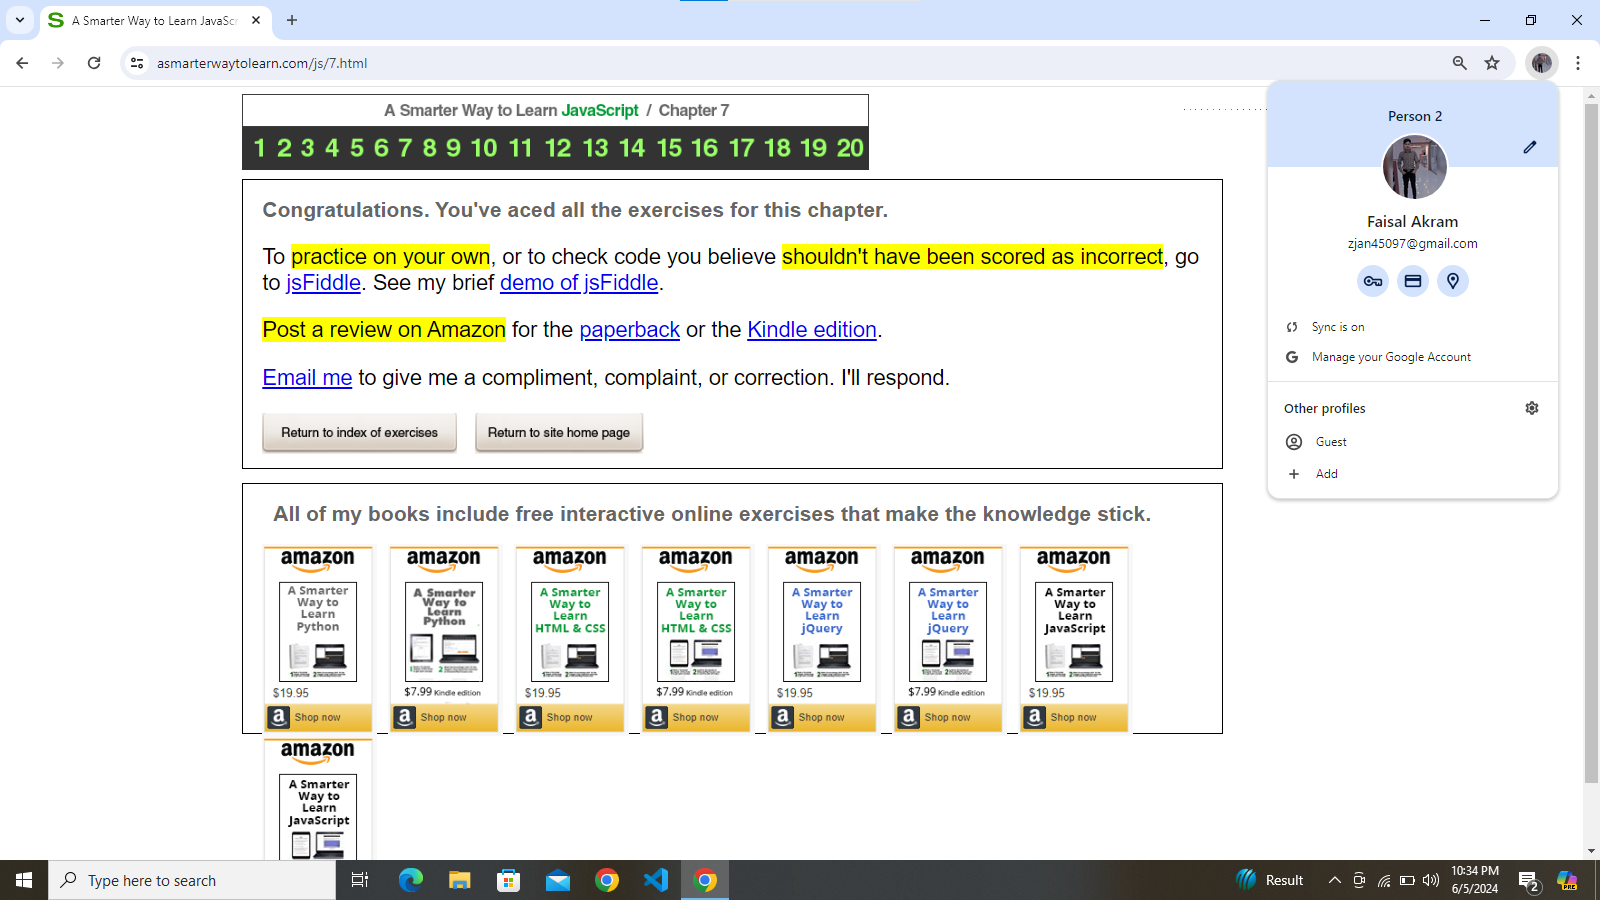 A Smarter Way to Learn JavaScr
asmarterwaytolearn.com/js/7.html
A Smarter Way to Learn JavaScript / Chapter 7
1 2 3 4 5 6 7 8 9 10 11 12 13 14 15 16 17 18 19 20
Congratulations. You've aced all the exercises for this chapter.
To practice on your own, or to check code you believe shouldn't have been scored as incorrect, go
to jsFiddle. See my brief demo of jsFiddle.
Post a review on Amazon for the paperback or the Kindle edition.
Email me to give me a compliment, complaint, or correction. I'll respond.
Return to index of exercises Return to site home page
Person 2
Faisal Akram
zjan45097@gmail.com
Sync is on
Manage your Google Account
Other profiles
Guest
Add
All of my books include free interactive online exercises that make the knowledge stick.
amazon
A Smarter
Way to
Learn
Python
$19.95
Shop now
amazon
A Smarter
Way to
Learn
Python
$7.99 Kindle edition
Shop now
amazon
A Smarter
Way to
Learn
HTML & CSS
$19.95
Shop now
amazon
A Smarter
Way to
Learn
HTML & CSS
$7.99 Kindle edition
Shop now
amazon
A Smarter
Way to
Learn
jQuery
$19.95
Shop now
amazon
A Smarter
Way to
Learn
jQuery
$7.99 Kindle edition
Shop now
amazon
A Smarter
Way to
Learn
JavaScript
$19.95
Shop now
amazon
A Smarter
Way to
Learn
JavaScript
Type here to search
Result
10:34 PM
6/5/2024
2
PRE